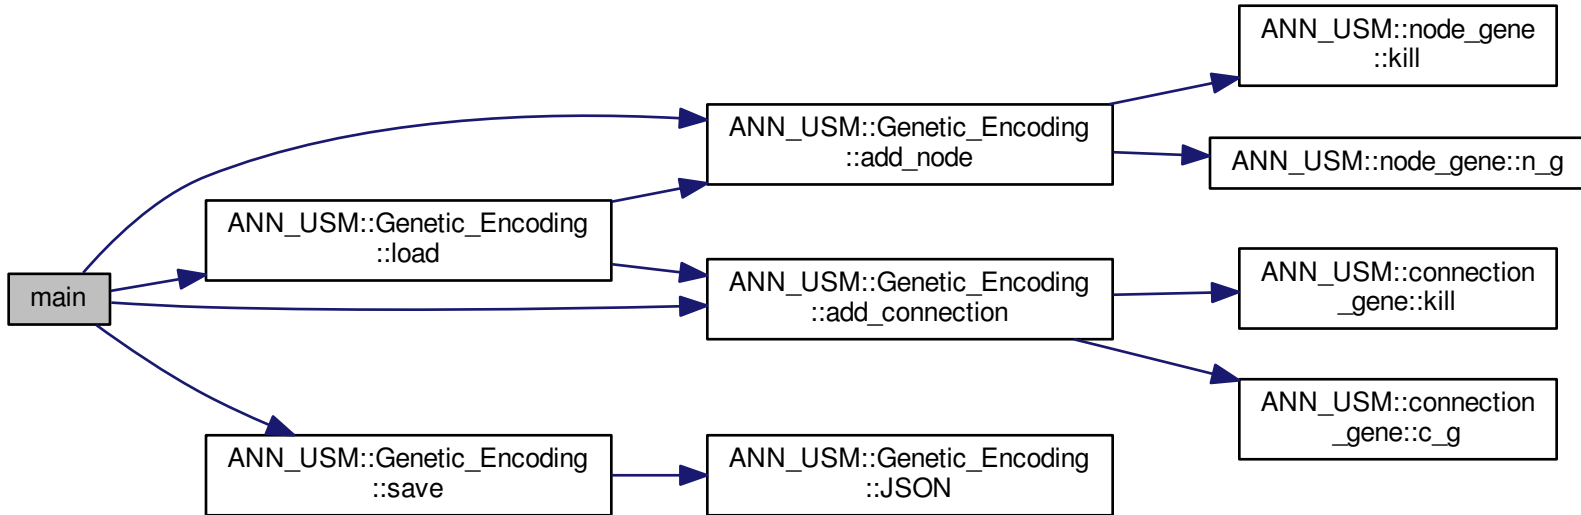 main
ANN_USM::Genetic_Encoding
::load
ANN_USM::Genetic_Encoding
::save
ANN_USM::Genetic_Encoding
::add_node
ANN_USM::Genetic_Encoding
::add_connection
ANN_USM::Genetic_Encoding
::JSON
ANN_USM::node_gene
::kill
ANN_USM::node_gene::n_g
ANN_USM::connection
_gene::kill
ANN_USM::connection
_gene::c_g